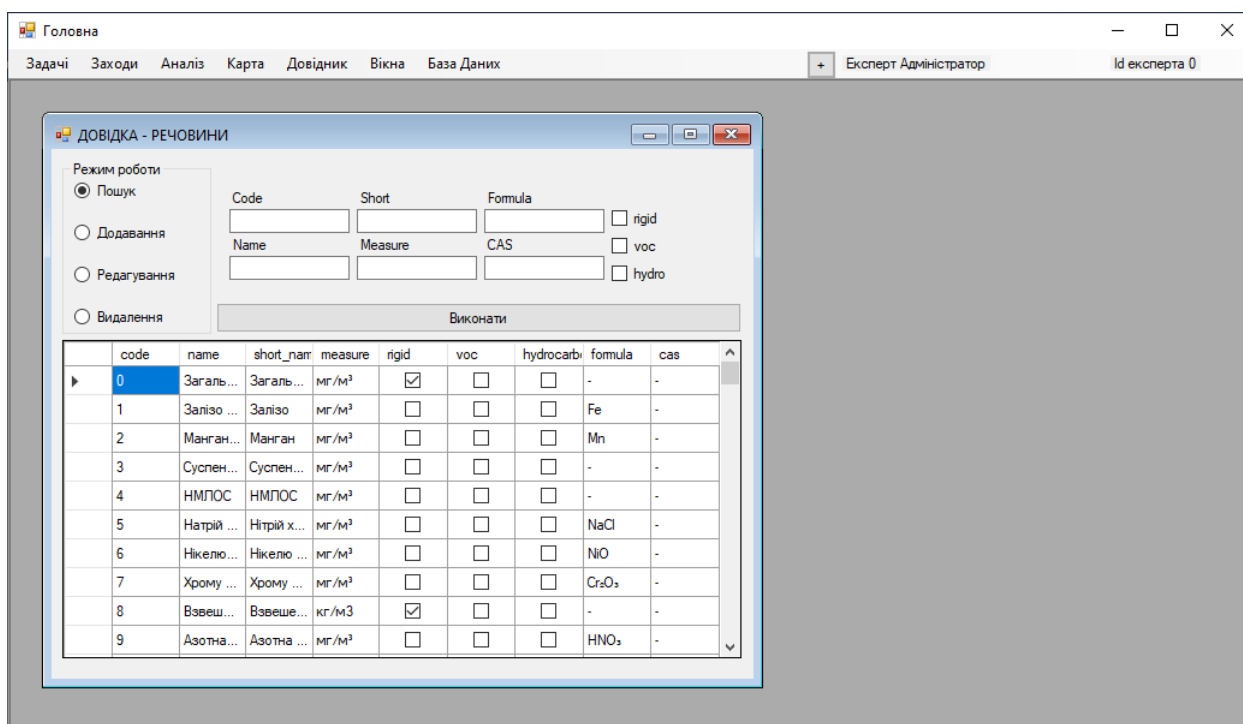 Головна
Задачі Заходи Аналіз Карта Довідник Вікна База Даних + Експерт Адміністратор Id експерта 0
ДОВІДКА - РЕЧОВИНИ
Режим роботи
Пошук
Додавання
Редагування
Видалення
Code Short Formula
rigid
Name Measure CAS
voc
hydro
Виконати
code name short_nam measure rigid voc hydrocarb formula cas
0 Загаль... Загаль... мг/м³ - -
1 Залізо ... Залізо мг/м³ Fe -
2 Манган... Манган мг/м³ Mn -
3 Суспен... Суспен... мг/м³ - -
4 НМЛОС НМЛОС мг/м³ - -
5 Натрій ... Нітрій х... мг/м³ NaCl -
6 Нікелю... Нікелю ... мг/м³ NiO -
7 Хрому ... Хрому ... мг/м³ Cr₂O₃ -
8 Взвеш... Взвеше... кг/м3 - -
9 Азотна... Азотна ... мг/м³ HNO₃ -